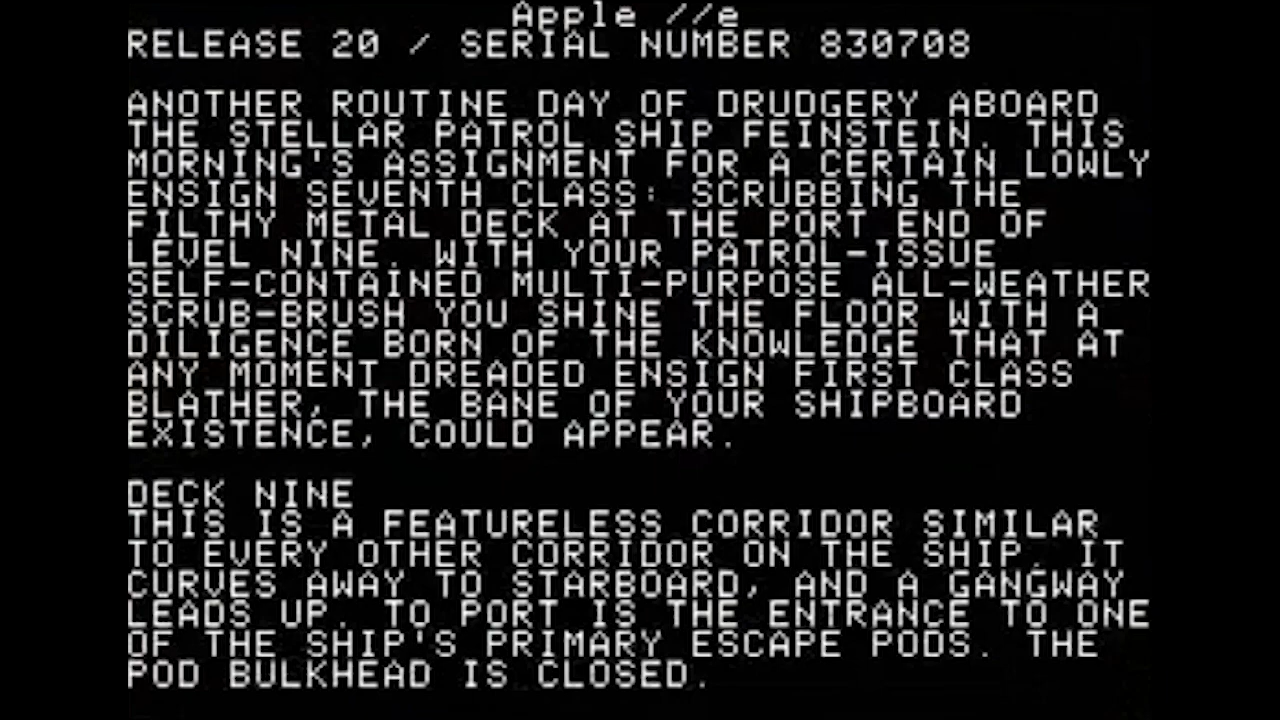 Apple //e
RELEASE 20 / SERIAL NUMBER 830708
ANOTHER ROUTINE DAY OF DRUDGERY ABOARD
THE STELLAR PATROL SHIP FEINSTEIN. THIS
MORNING'S ASSIGNMENT FOR A CERTAIN LOWLY
ENSIGN SEVENTH CLASS: SCRUBBING THE
FILTHY METAL DECK AT THE PORT END OF
LEVEL NINE. WITH YOUR PATROL-ISSUE
SELF-CONTAINED MULTI-PURPOSE ALL-WEATHER
SCRUB-BRUSH YOU SHINE THE FLOOR WITH A
DILIGENCE BORN OF THE KNOWLEDGE THAT AT
ANY MOMENT DREADED ENSIGN FIRST CLASS
BLATHER, THE BANE OF YOUR SHIPBOARD
EXISTENCE, COULD APPEAR.
DECK NINE
THIS IS A FEATURELESS CORRIDOR SIMILAR
TO EVERY OTHER CORRIDOR ON THE SHIP. IT
CURVES AWAY TO STARBOARD, AND A GANGWAY
LEADS UP. TO PORT IS THE ENTRANCE TO ONE
OF THE SHIP'S PRIMARY ESCAPE PODS. THE
POD BULKHEAD IS CLOSED.